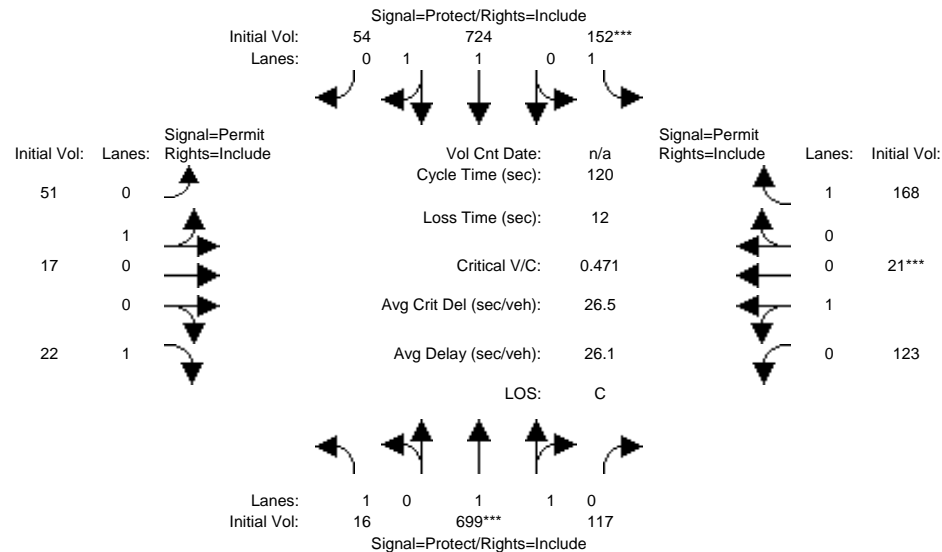 Signal=Protect/Rights=Include
Initial Vol: 54 724 152***
Lanes: 0 1 1 0 1
Signal=Permit Signal=Permit
Initial Vol: Lanes: Rights=Include Vol Cnt Date: n/a Rights=Include Lanes: Initial Vol:
Cycle Time (sec): 120
51 0 1 168
Loss Time (sec): 12
1 0
17 0 Critical V/C: 0.471 0 21***
0 Avg Crit Del (sec/veh): 26.5 1
22 1 Avg Delay (sec/veh): 26.1 0 123
LOS: C
Lanes: 1 0 1 1 0
Initial Vol: 16 699*** 117
Signal=Protect/Rights=Include